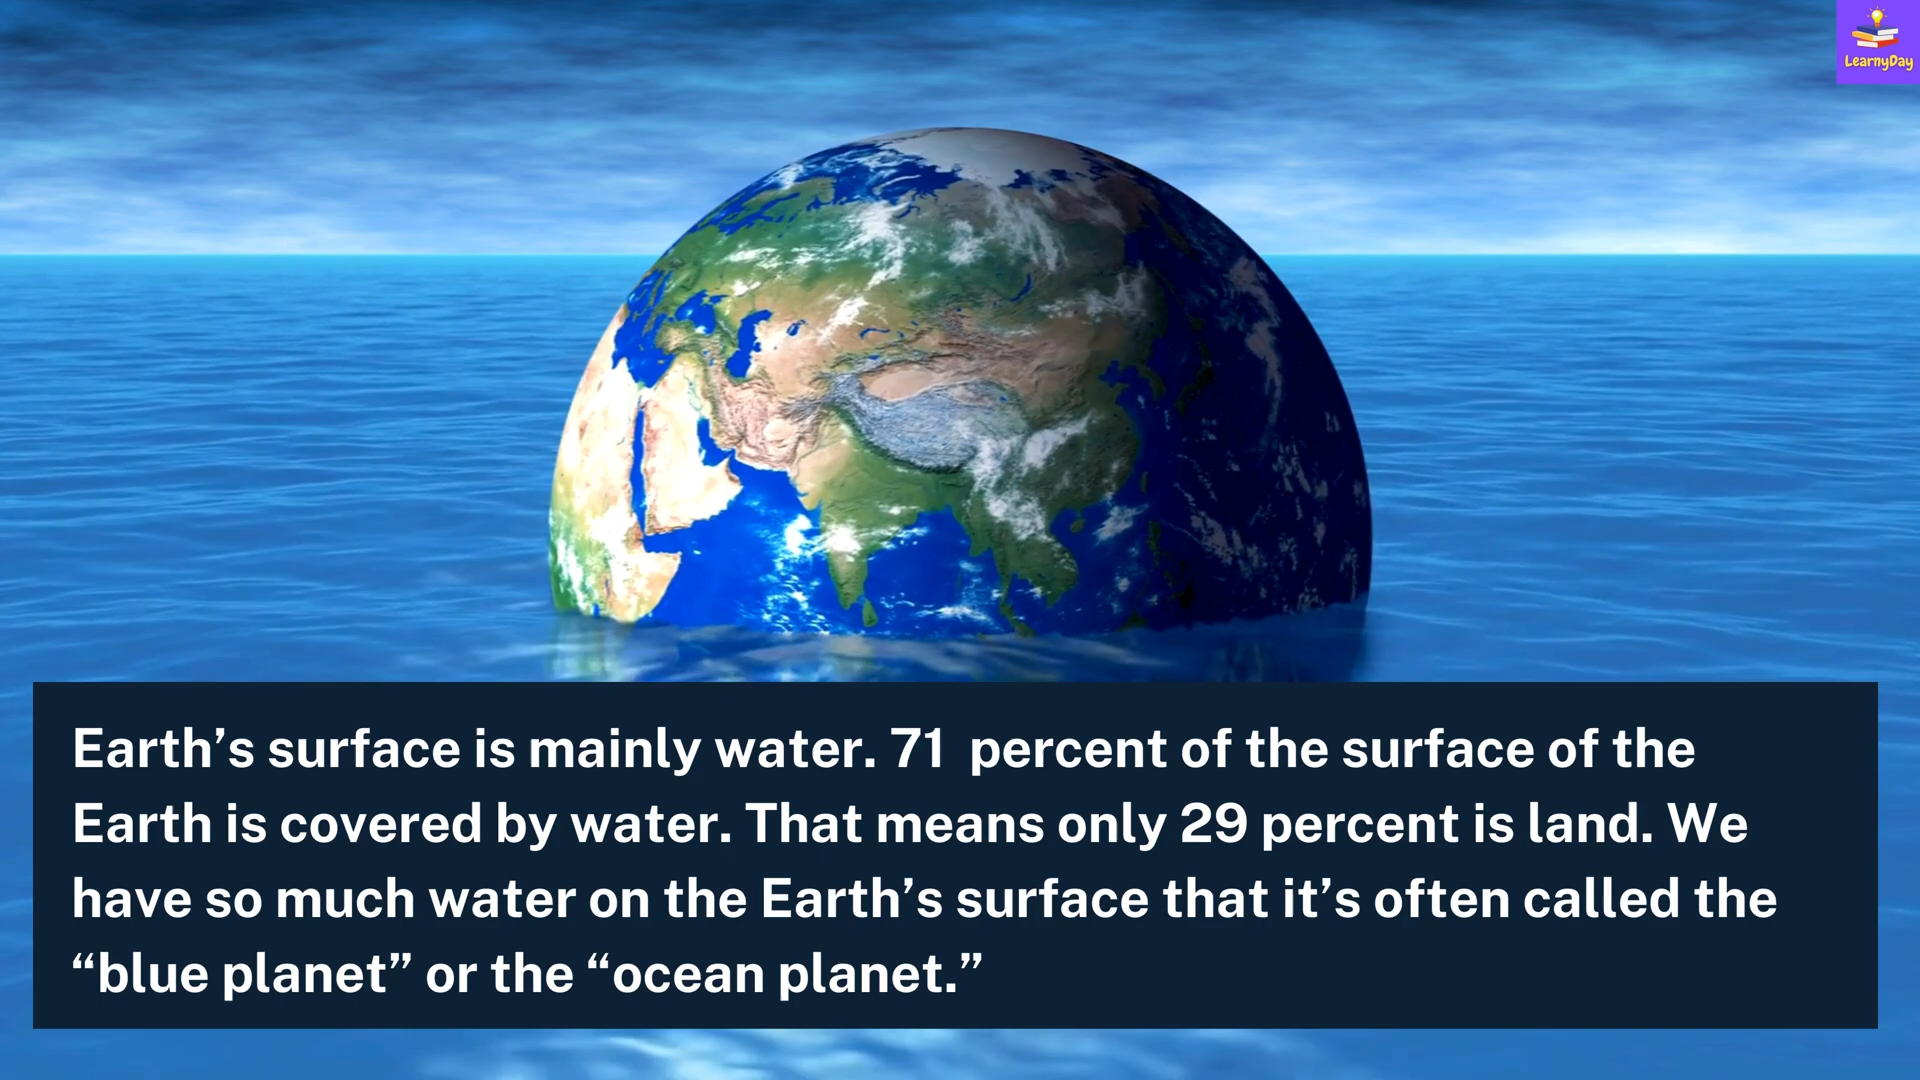 LearnyDay
Earth’s surface is mainly water. 71 percent of the surface of the
Earth is covered by water. That means only 29 percent is land. We
have so much water on the Earth’s surface that it’s often called the
“blue planet” or the “ocean planet.”